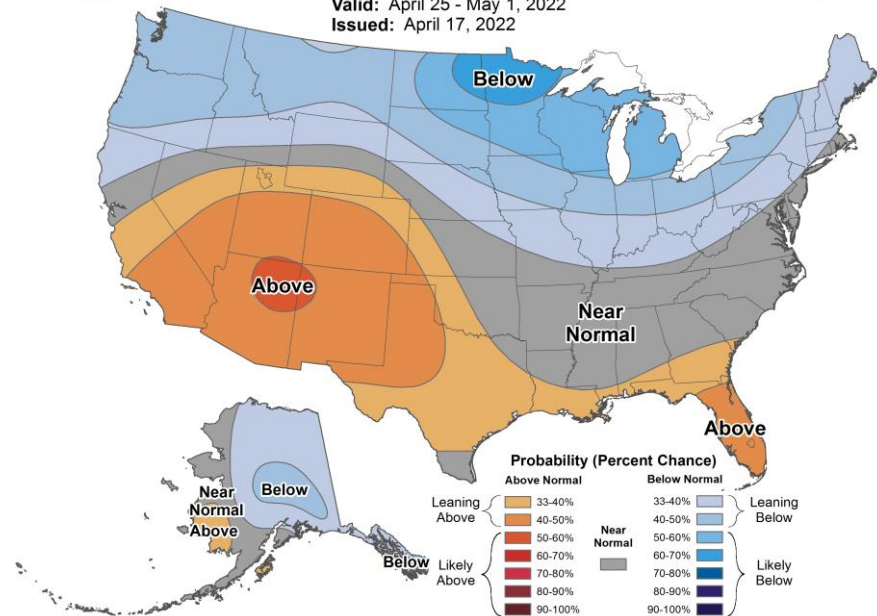 Valid: April 25 - May 1, 2022
Issued: April 17, 2022
Below
Above
Near
Normal
Above
Near
Normal
Above
Below
Below
Probability (Percent Chance)
Above Normal
Below Normal
Leaning
Above
33-40%
40-50%
Likely
Above
50-60%
60-70%
70-80%
80-90%
90-100%
Near
Normal
33-40%
40-50%
Leaning
Below
50-60%
60-70%
70-80%
80-90%
90-100%
Likely
Below